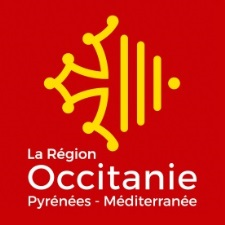 La Région
Occitanie
Pyrénées - Méditerranée